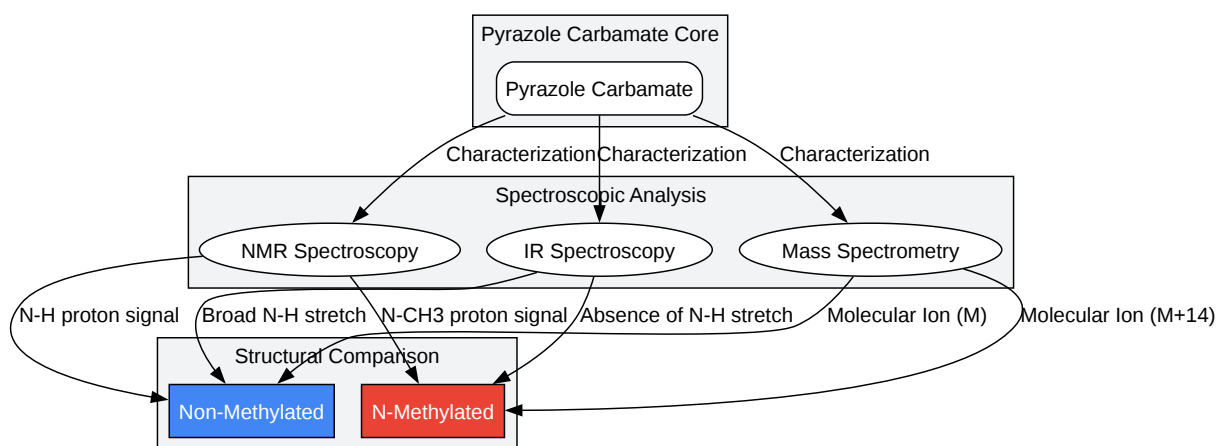 Pyrazole Carbamate Core
Pyrazole Carbamate
Characterization
Characterization
Characterization
Spectroscopic Analysis
NMR Spectroscopy
IR Spectroscopy
Mass Spectrometry
N-H proton signal
Broad N-H stretch
N-CH3 proton signal
Absence of N-H stretch
Molecular Ion (M)
Molecular Ion (M+14)
Structural Comparison
Non-Methylated
N-Methylated